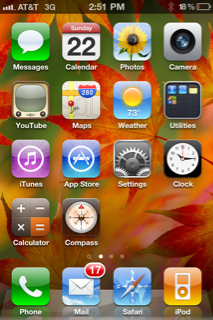 AT&T 3G 2:51 PM 18%
Sunday
22
280
73°
Messages Calendar Photos Camera
YouTube Maps Weather Utilities
iTunes App Store Settings Clock
Calculator Compass
17
Phone Mail Safari iPod